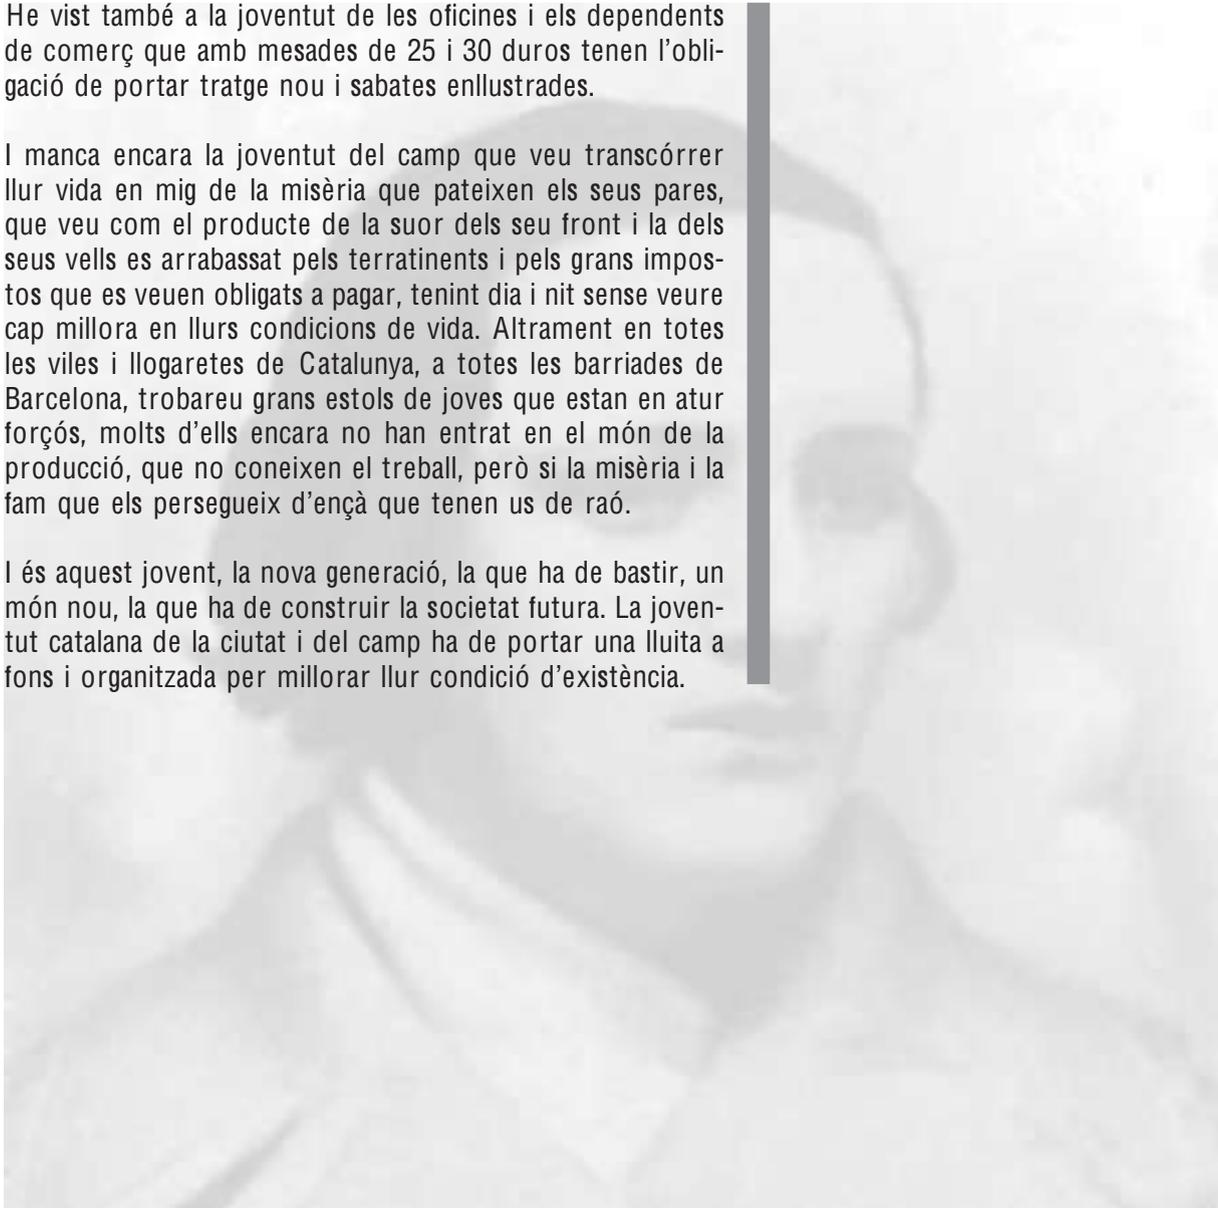 He vist també a la joventut de les oficines i els dependents
de comerç que amb mesades de 25 i 30 duros tenen l'obli-
gació de portar tratge nou i sabates enllustrades.
I manca encara la joventut del camp que veu transcórrer
llur vida en mig de la misèria que pateixen els seus pares,
que veu com el producte de la suor dels seu front i la dels
seus vells es arrabassat pels terratinents i pels grans impos-
tos que es veuen obligats a pagar, tenint dia i nit sense veure
cap millora en llurs condicions de vida. Altrament en totes
les viles i llogaretes de Catalunya, a totes les barriades de
Barcelona, trobareu grans estols de joves que estan en atur
forçós, molts d'ells encara no han entrat en el món de la
producció, que no coneixen el treball, però si la misèria i la
fam que els persegueix d'ençà que tenen us de raó.
I és aquest jovent, la nova generació, la que ha de bastir, un
món nou, la que ha de construir la societat futura. La joven-
tut catalana de la ciutat i del camp ha de portar una lluita a
fons i organitzada per millorar llur condició d'existència.